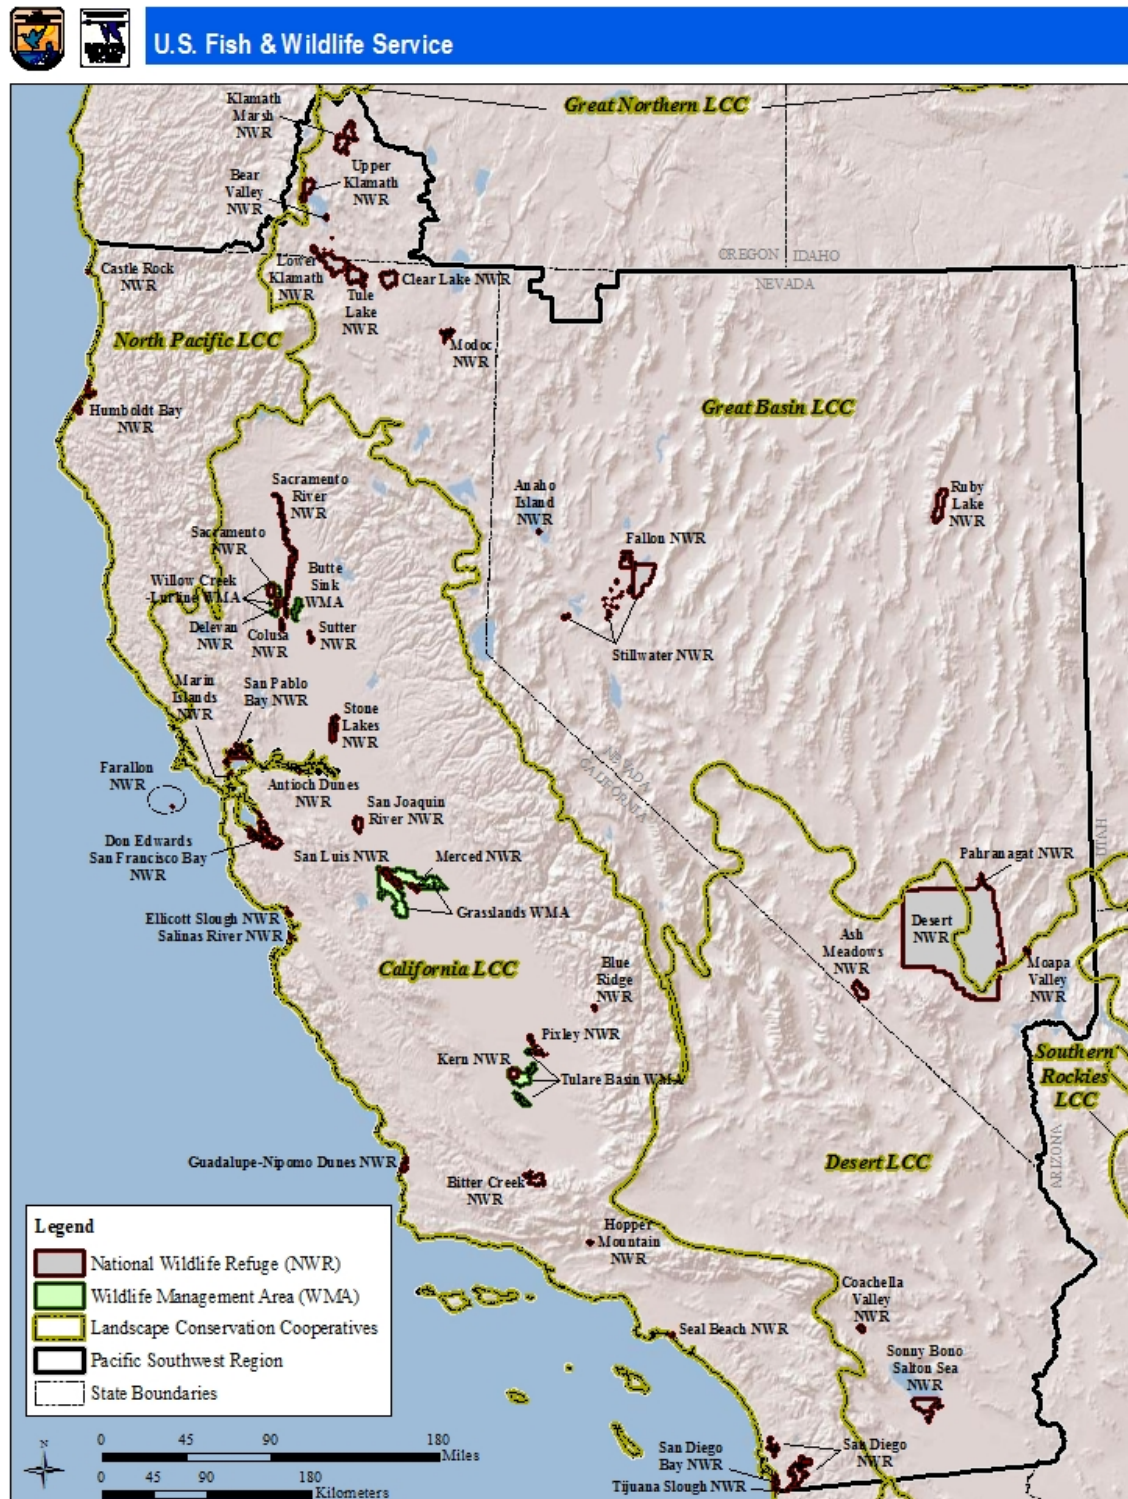 U.S. Fish & Wildlife Service
Great Northern LCC
Klamath
Marsh
NWR
Upper
Klamath
NWR
Bear
Valley
NWR
OREGON
IDAHO
NEVADA
Castle Rock
NWR
Lower
Klamath
NWR
Tule
Lake
NWR
Clear Lake NWR
Modoc
NWR
North Pacific LCC
Humboldt Bay
NWR
Great Basin LCC
Sacramento
River
NWR
Anaho
Island
NWR
Ruby
Lake
NWR
Sacramento
NWR
Fallon NWR
Willow Creek
-Lurline WMA
Butte
Sink
WMA
Delevan
NWR
Colusa
NWR
Sutter
NWR
Stillwater NWR
Marin
Islands
NWR
San Pablo
Bay NWR
Stone
Lakes
NWR
NEVADA
CALIFORNIA
Farallon
NWR
Antioch Dunes
NWR
San Joaquin
River NWR
Don Edwards
San Francisco Bay
NWR
San Luis NWR
Merced NWR
Grasslands WMA
UTAH
Pahranagat NWR
Desert
NWR
Ellicott Slough NWR
Salinas River NWR
Ash
Meadows
NWR
Moapa
Valley
NWR
California LCC
Blue
Ridge
NWR
Pixley NWR
Kern NWR
Tulare Basin WMA
Southern
Rockies
LCC
ARIZONA
Guadalupe-Nipomo Dunes NWR
Bitter Creek
NWR
Desert LCC
Hopper
Mountain
NWR
Coachella
Valley
NWR
Seal Beach NWR
Sonny Bono
Salton Sea
NWR
San Diego
Bay NWR
San Diego
NWR
Tijuana Slough NWR
Legend
National Wildlife Refuge (NWR)
Wildlife Management Area (WMA)
Landscape Conservation Cooperatives
Pacific Southwest Region
State Boundaries
N
0 45 90 180
Miles
0 45 90 180
Kilometers